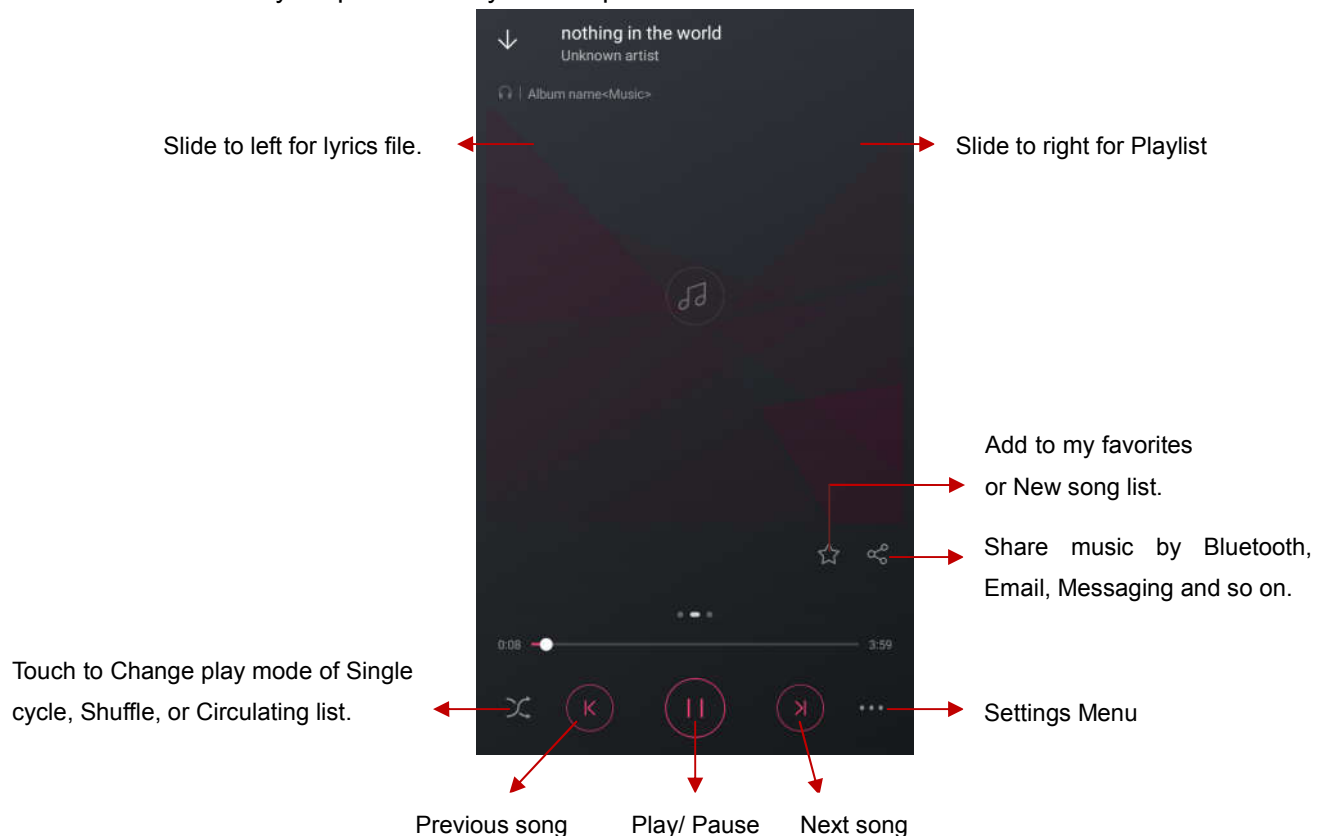 nothing in the world
Unknown artist
Album name<Music>
Slide to left for lyrics file.
Slide to right for Playlist
Add to my favorites
or New song list.
Share music by Bluetooth,
Email, Messaging and so on.
0:08
3:59
Touch to Change play mode of Single
cycle, Shuffle, or Circulating list.
Settings Menu
Previous song
Play/ Pause
Next song